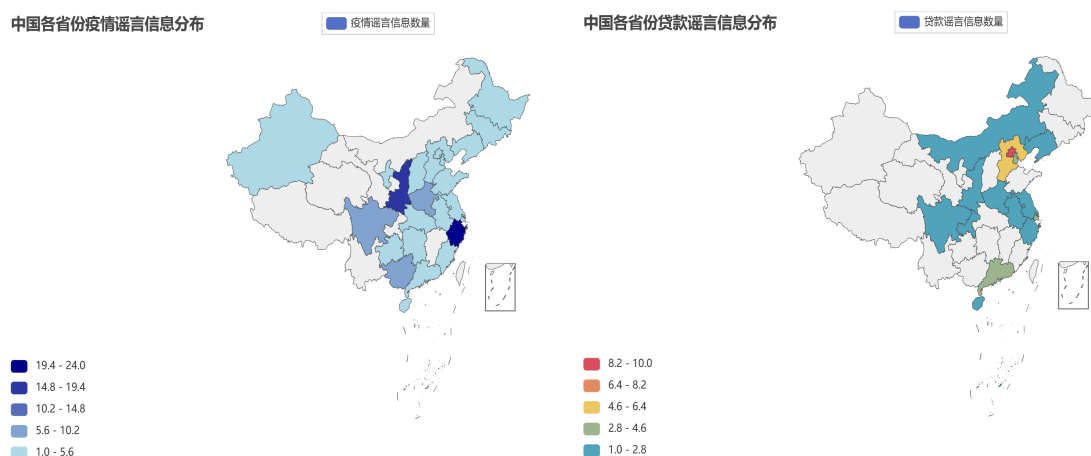 中国各省份疫情谣言信息分布
疫情谣言信息数量
19.4 - 24.0
14.8 - 19.4
10.2 - 14.8
5.6 - 10.2
1.0 - 5.6
中国各省份贷款谣言信息分布
贷款谣言信息数量
8.2 - 10.0
6.4 - 8.2
4.6 - 6.4
2.8 - 4.6
1.0 - 2.8